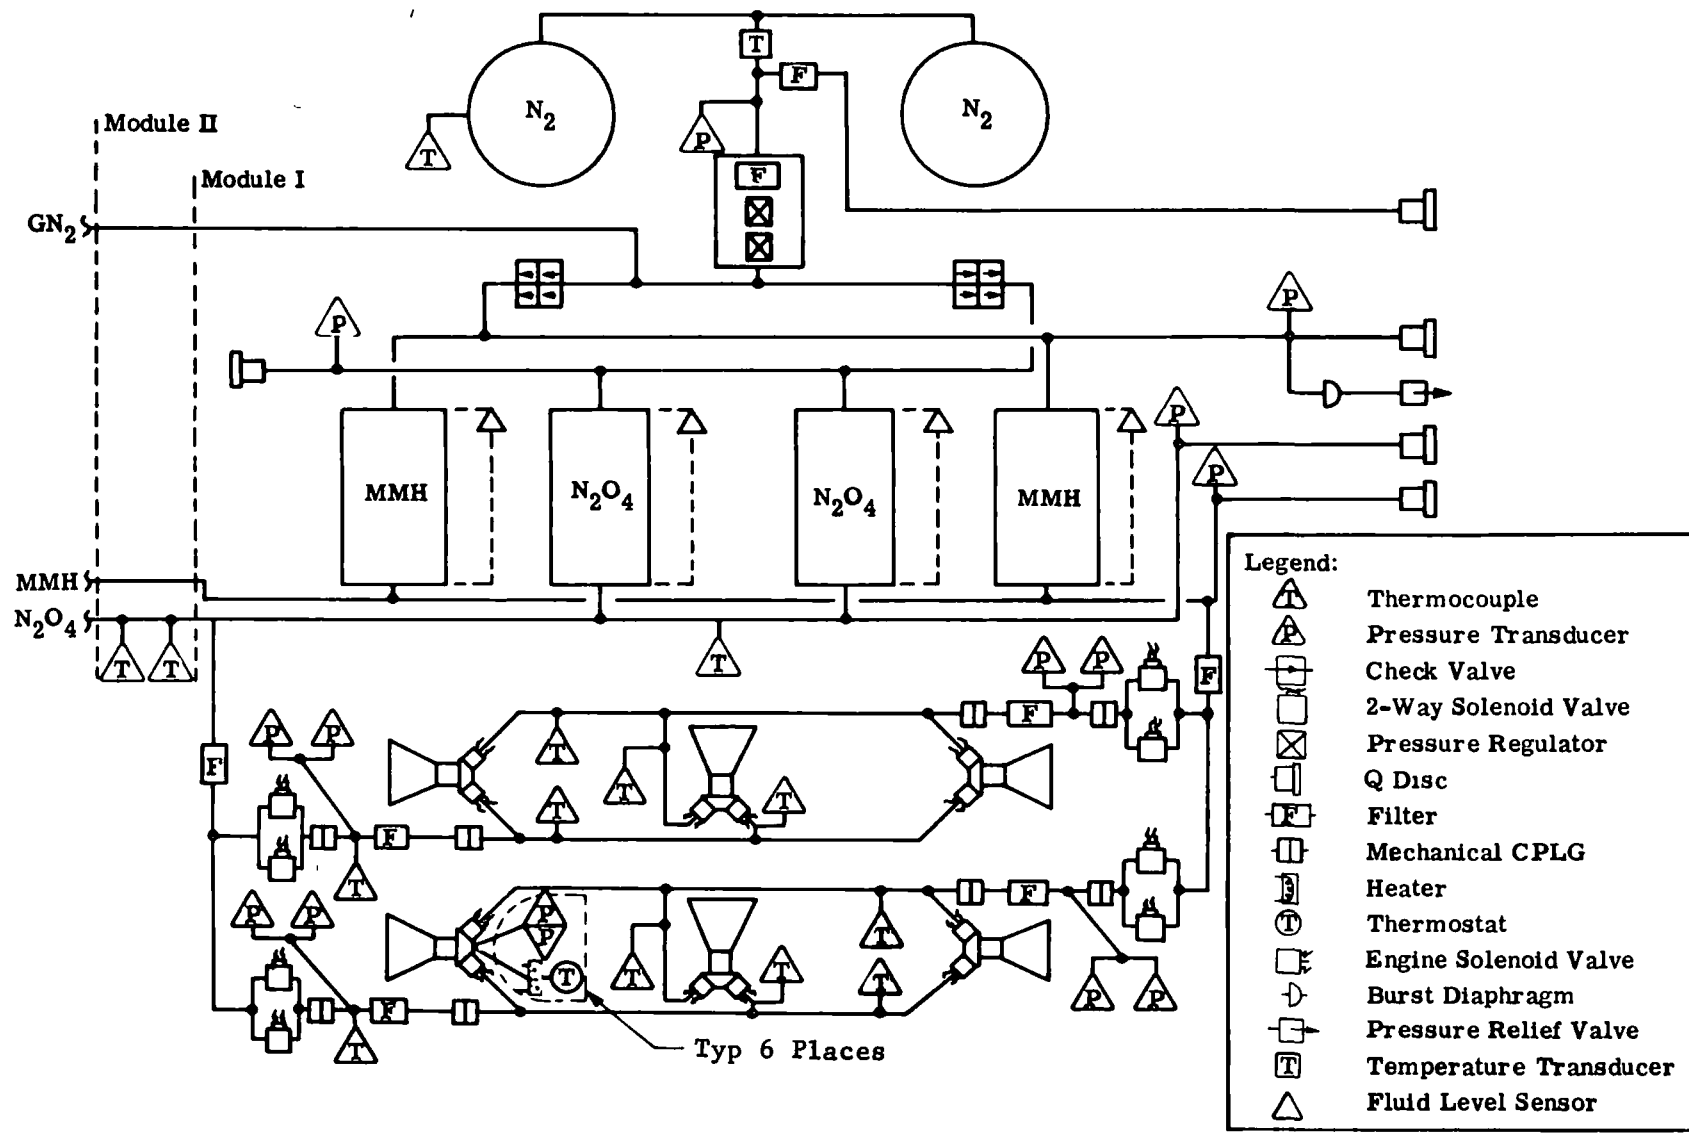 T
F
N₂
N₂
Module II
P
T
Module I
F
GN₂
P
P
P
MMH
N₂O₄
N₂O₄
MMH
P
MMH
N₂O₄
T
T
T
P
P
F
F
P
P
T
T
T
T
F
F
T
P
P
P
P
F
T
T
T
T
T
T
F
P
P
T
Typ 6 Places
Legend:
T Thermocouple
P Pressure Transducer
Check Valve
2-Way Solenoid Valve
Pressure Regulator
Q Disc
F Filter
Mechanical CPLG
Heater
T Thermostat
Engine Solenoid Valve
Burst Diaphragm
Pressure Relief Valve
T Temperature Transducer
Fluid Level Sensor